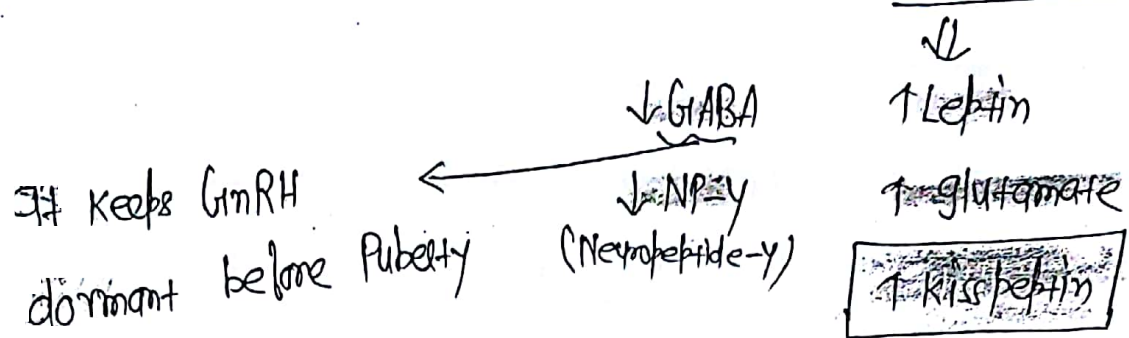 ⇓
↓ GABA ↑ Leptin
It keeps GnRH ↓ NP-y ↑ glutamate
dormant before Puberty (Neuropeptide-y) ↑ kisspeptin